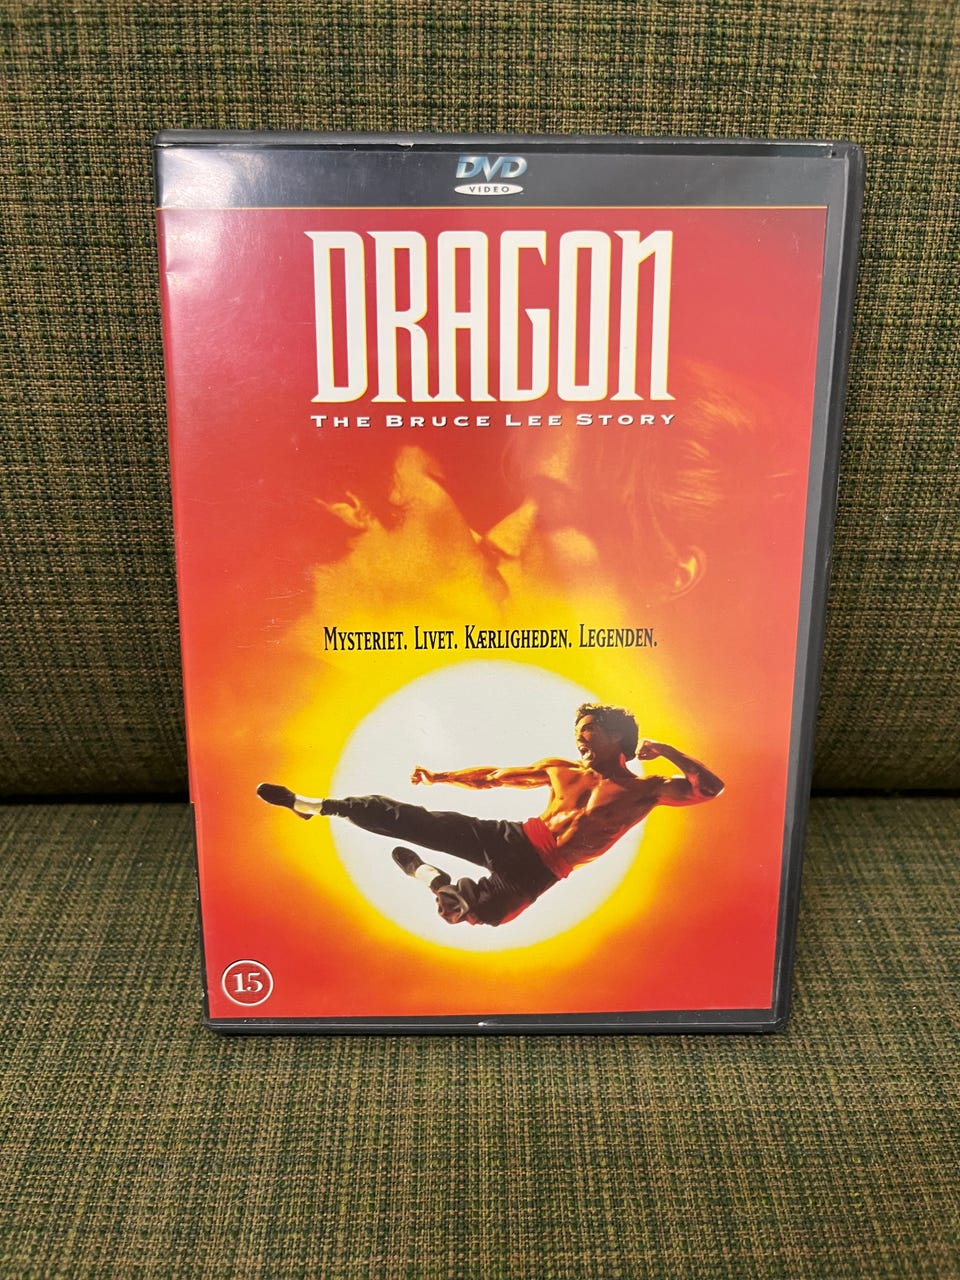 DVD
VIDEO
DRAGON
THE BRUCE LEE STORY
MYSTERIET. LIVET. KÆRLIGHEDEN. LEGENDEN.
15